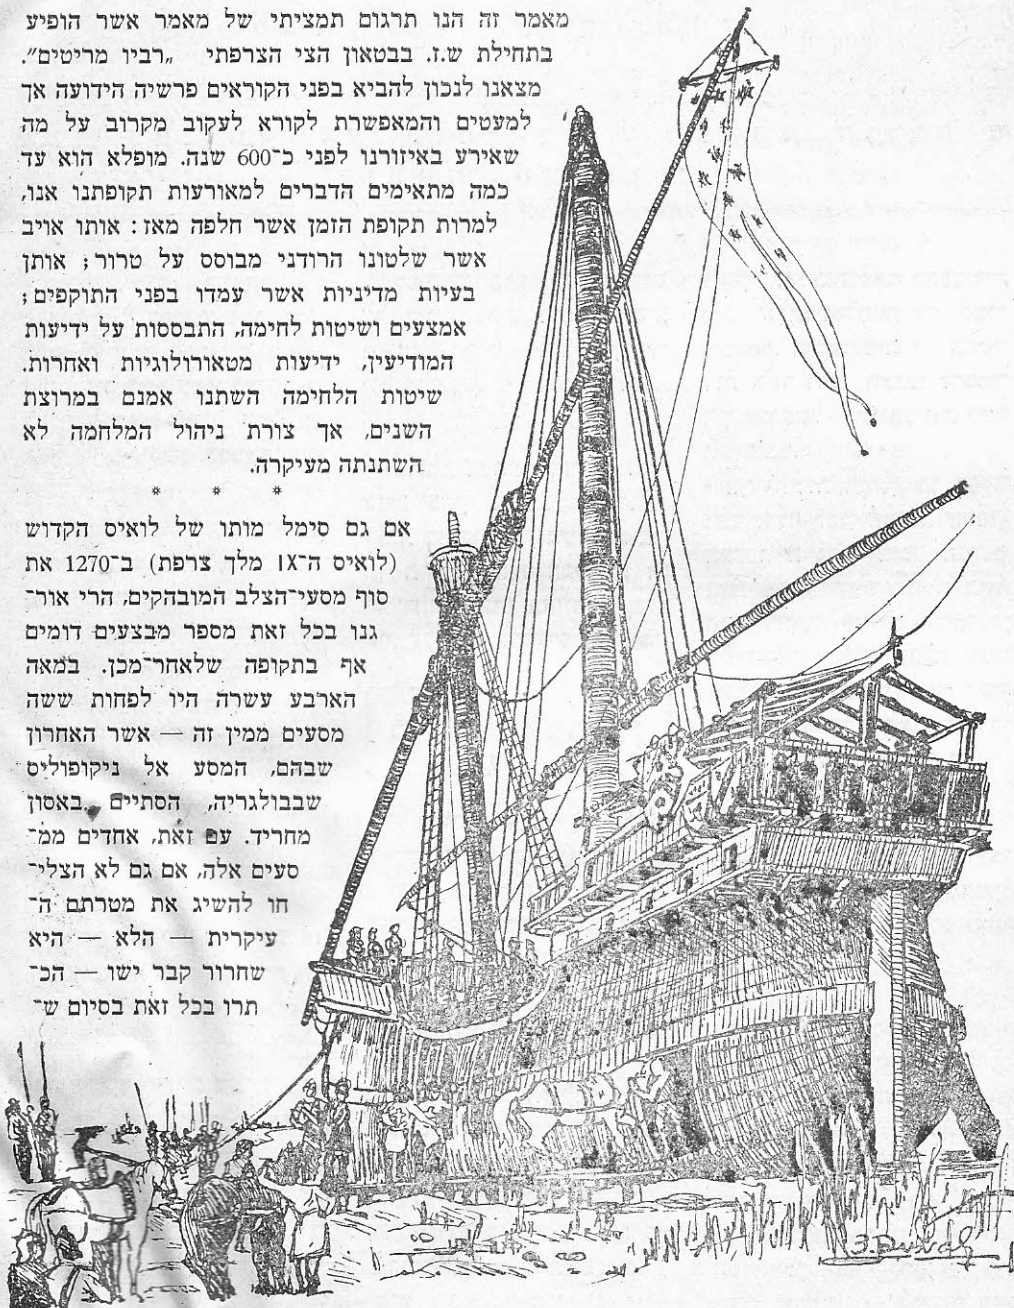 מאמר זה הנו תרגום תמציתי של מאמר אשר הופיע
בתחילת ש.ז. בבטאון הצי הצרפתי „רביו מריטים”.
מצאנו לנכון להביא בפני הקוראים פרשיה הידועה אך
למעטים והמאפשרת לקורא לעקוב מקרוב על מה
שאירע באיזורנו לפני כ־600 שנה. מופלא הוא עד
כמה מתאימים הדברים למאורעות תקופתנו אנו,
למרות תקופת הזמן אשר חלפה מאז: אותו אויב
אשר שלטונו הרודני מבוסס על טרור; אותן
בעיות מדיניות אשר עמדו בפני התוקפים;
אמצעים ושיטות לחימה, התבססות על ידיעות
המודיעין, ידיעות מטאורולוגיות ואחרות.
שיטות הלחימה השתנו אמנם במרוצת
השנים, אך צורת ניהול המלחמה לא
השתנתה מעיקרה.
* * *
אם גם סימל מותו של לואיס הקדוש
(לואיס ה־IX מלך צרפת) ב־1270 את
סוף מסעי־הצלב המובהקים, הרי אור־
גנו בכל זאת מספר מבצעים דומים
אף בתקופה שלאחר־מכן. במאה
הארבע עשרה היו לפחות ששה
מסעים ממין זה — אשר האחרון
שבהם, המסע אל ניקופוליס
שבבולגריה, הסתיים באסון
מחריד. עם זאת, אחדים ממ־
סעים אלה, אם גם לא הצלי־
חו להשיג את מטרתם ה־
עיקרית — הלא — היא
שחרור קבר ישו — הכ־
תרו בכל זאת בסיום ש־